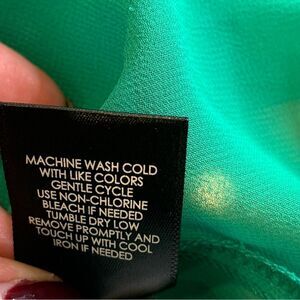 MACHINE WASH COLD
WITH LIKE COLORS
GENTLE CYCLE
USE NON-CHLORINE
BLEACH IF NEEDED
TUMBLE DRY LOW
REMOVE PROMPTLY AND
TOUCH UP WITH COOL
IRON IF NEEDED